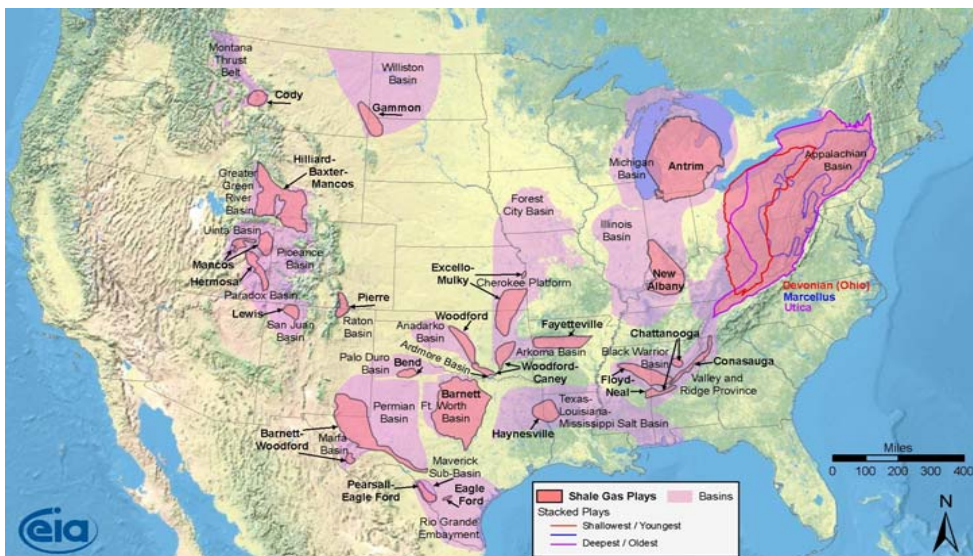 Montana
Thrust
Belt
Cody
Williston
Basin
Gammon
Hilliard-
Baxter-
Mancos
Greater
Green
River
Basin
Uinta Basin
Piceance
Basin
Mancos
Hermosa
Paradox Basin
Lewis
San Juan
Basin
Pierre
Raton
Basin
Michigan
Basin
Antrim
Appalachian
Basin
Devonian (Ohio)
Marcellus
Utica
Forest
City Basin
Illinois
Basin
New
Albany
Excello-
Mulky
Cherokee Platform
Woodford
Anadarko
Basin
Ardmore Basin
Palo Duro
Basin
Bend
Fayetteville
Arkoma Basin
Woodford-
Caney
Chattanooga
Black Warrior
Basin
Conasauga
Floyd-
Neal
Valley and
Ridge Province
Permian
Basin
Barnett
Ft. Worth
Basin
Texas-
Louisiana-
Mississippi Salt Basin
Haynesville
Barnett-
Woodford
Marfa
Basin
Maverick
Sub-Basin
Pearsall-
Eagle Ford
Eagle
Ford
Rio Grande
Embayment
Miles
0 100 200 300 400
N
Shale Gas Plays
Basins
Stacked Plays
Shallowest / Youngest
Deepest / Oldest
eia